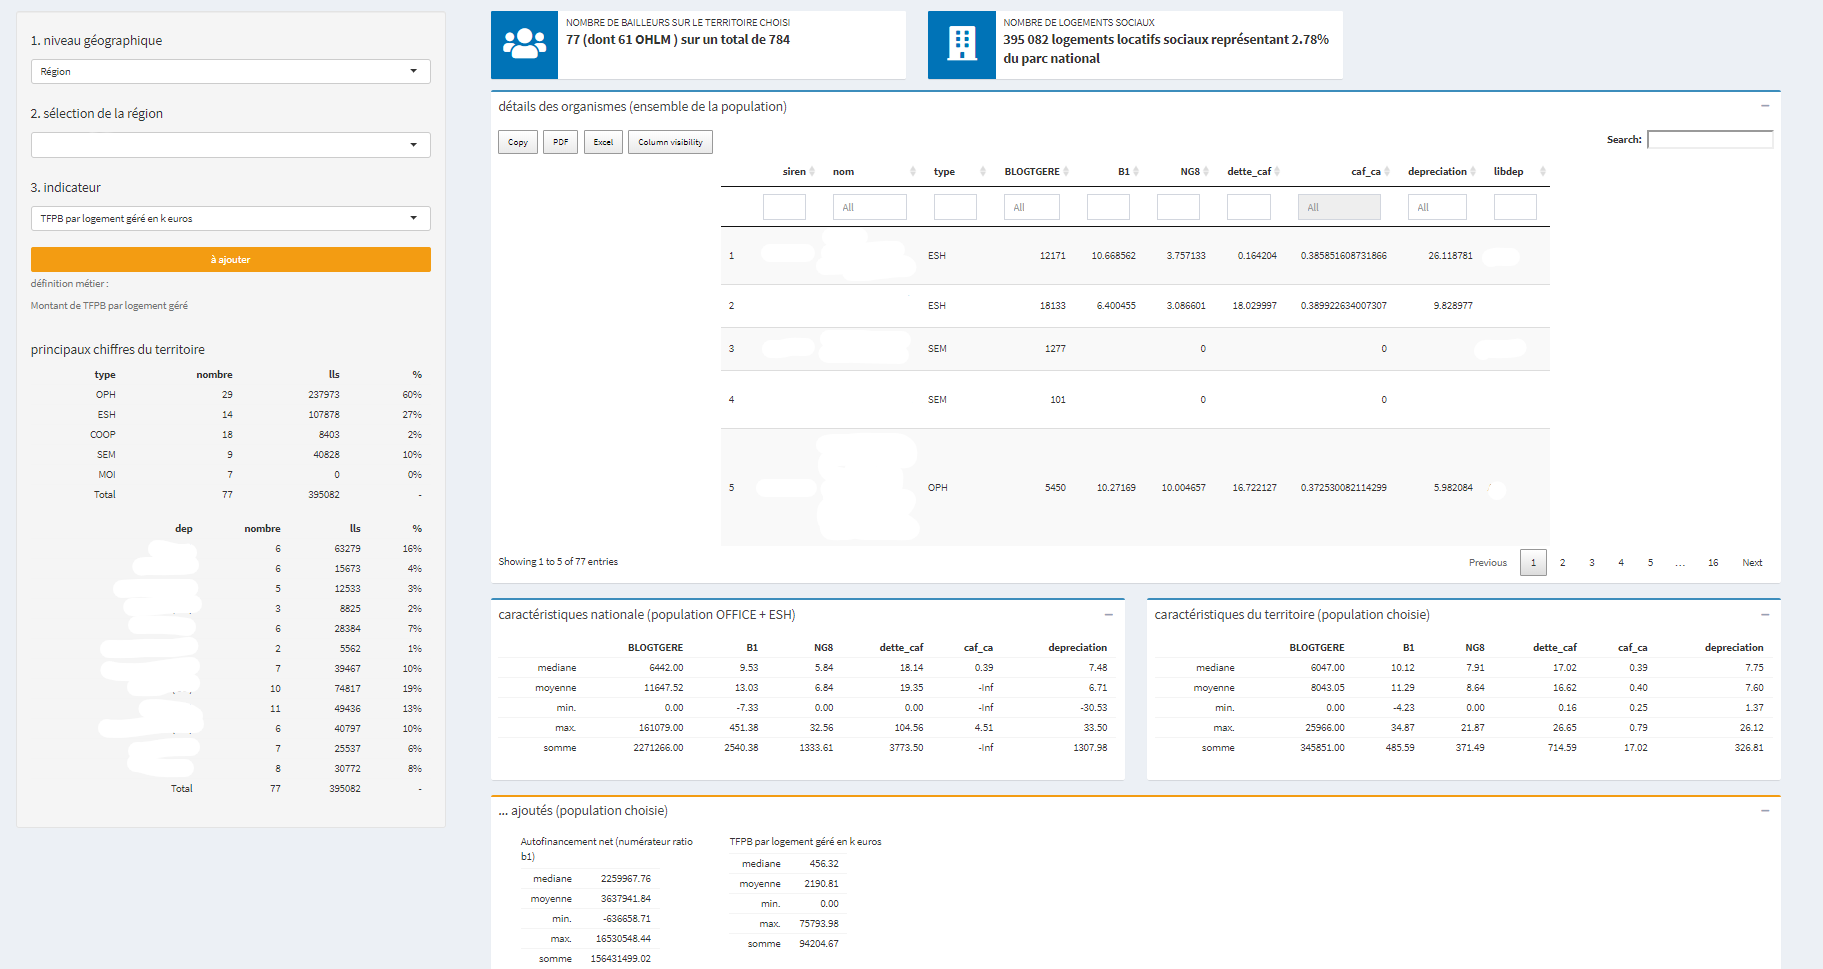 1. niveau géographique
Région
2. sélection de la région
3. indicateur
TFPB par logement géré en k euros
à ajouter
définition métier :
Montant de TFPB par logement géré
principaux chiffres du territoire
type nombre lls %
OPH 29 237973 60%
ESH 14 107878 27%
COOP 18 8403 2%
SEM 9 40828 10%
MOI 7 0 0%
Total 77 395082 -
dep nombre lls %
6 63279 16%
6 15673 4%
5 12533 3%
3 8825 2%
6 28384 7%
2 5562 1%
7 39467 10%
10 74817 19%
11 49436 13%
6 40797 10%
7 25537 6%
8 30772 8%
Total 77 395082 -
NOMBRE DE BAILLEURS SUR LE TERRITOIRE CHOISI
77 (dont 61 OHLM ) sur un total de 784
NOMBRE DE LOGEMENTS SOCIAUX
395 082 logements locatifs sociaux représentant 2.78%
du parc national
détails des organismes (ensemble de la population)
Copy PDF Excel Column visibility Search:
siren nom type BLOGTGERE B1 NG8 dette_caf caf_ca depreciation libdep
All All All All
1 ESH 12171 10.668562 3.757133 0.164204 0.385851608731866 26.118781
2 ESH 18133 6.400455 3.086601 18.029997 0.389922634007307 9.828977
3 SEM 1277 0 0
4 SEM 101 0 0
5 OPH 5450 10.27169 10.004657 16.722127 0.372530082114299 5.982084
Showing 1 to 5 of 77 entries
Previous 1 2 3 4 5 ... 16 Next
caractéristiques nationale (population OFFICE + ESH)
BLOGTGERE B1 NG8 dette_caf caf_ca depreciation
mediane 6442.00 9.53 5.84 18.14 0.39 7.48
moyenne 11647.52 13.03 6.84 19.35 -Inf 6.71
min. 0.00 -7.33 0.00 0.00 -Inf -30.53
max. 161079.00 451.38 32.56 104.56 4.51 33.50
somme 2271266.00 2540.38 1333.61 3773.50 -Inf 1307.98
caractéristiques du territoire (population choisie)
BLOGTGERE B1 NG8 dette_caf caf_ca depreciation
mediane 6047.00 10.12 7.91 17.02 0.39 7.75
moyenne 8043.05 11.29 8.64 16.62 0.40 7.60
min. 0.00 -4.23 0.00 0.16 0.25 1.37
max. 25966.00 34.87 21.87 26.65 0.79 26.12
somme 345851.00 485.59 371.49 714.59 17.02 326.81
... ajoutés (population choisie)
Autofinancement net (numérateur ratio
b1)
mediane 2259967.76
moyenne 3637941.84
min. -636658.71
max. 16530548.44
somme 156431499.02
TFPB par logement géré en k euros
mediane 456.32
moyenne 2190.81
min. 0.00
max. 75793.98
somme 94204.67